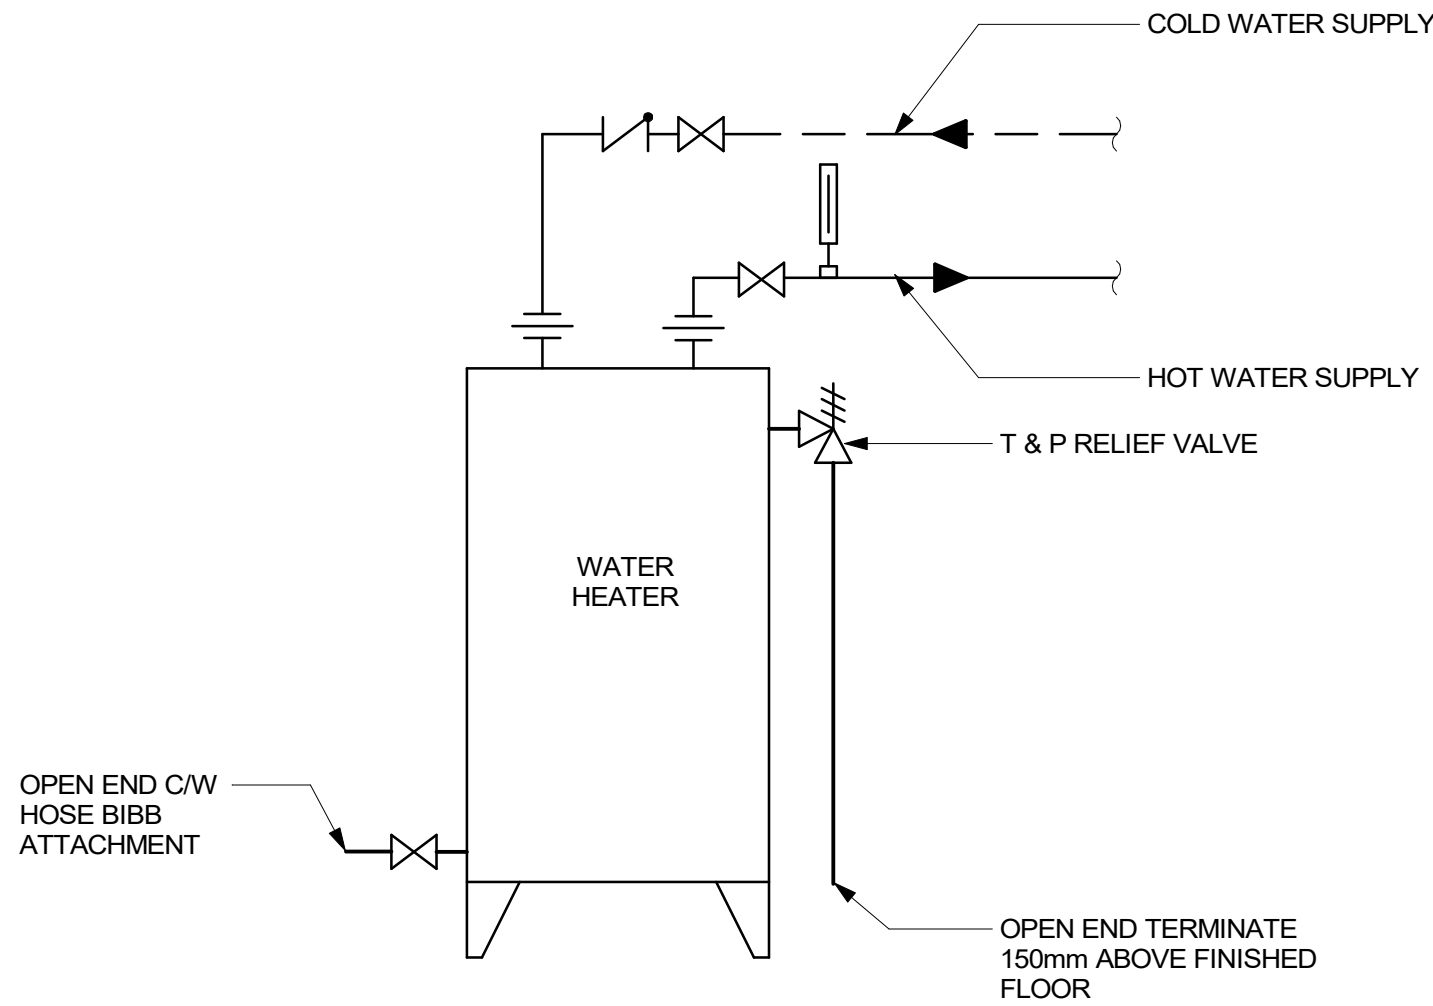 COLD WATER SUPPLY
HOT WATER SUPPLY
T & P RELIEF VALVE
WATER
HEATER
OPEN END C/W
HOSE BIBB
ATTACHMENT
OPEN END TERMINATE
150mm ABOVE FINISHED
FLOOR